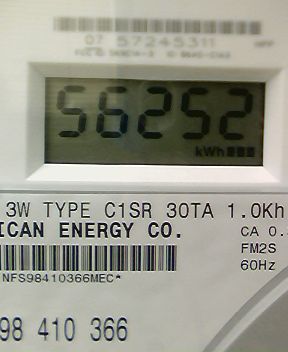 07 57245311
56252
kWh
3W TYPE C1SR 30TA 1.0Kh
ICAN ENERGY CO. CA 0.
FM2S
60Hz
NFS98410366MEC*
98 410 366